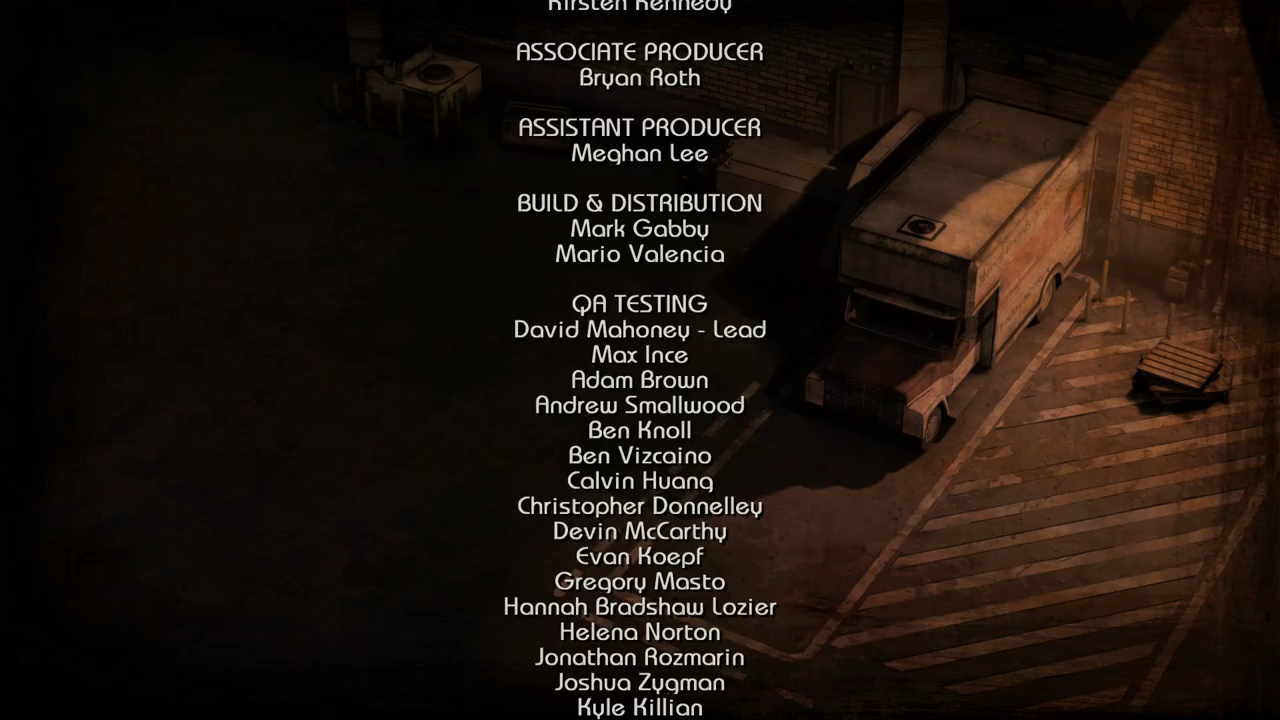 Kirsten Kennedy
ASSOCIATE PRODUCER
Bryan Roth
ASSISTANT PRODUCER
Meghan Lee
BUILD & DISTRIBUTION
Mark Gabby
Mario Valencia
QA TESTING
David Mahoney - Lead
Max Ince
Adam Brown
Andrew Smallwood
Ben Knoll
Ben Vizcaino
Calvin Huang
Christopher Donnelley
Devin McCarthy
Evan Koepf
Gregory Masto
Hannah Bradshaw Lozier
Helena Norton
Jonathan Rozmarin
Joshua Zygman
Kyle Killian